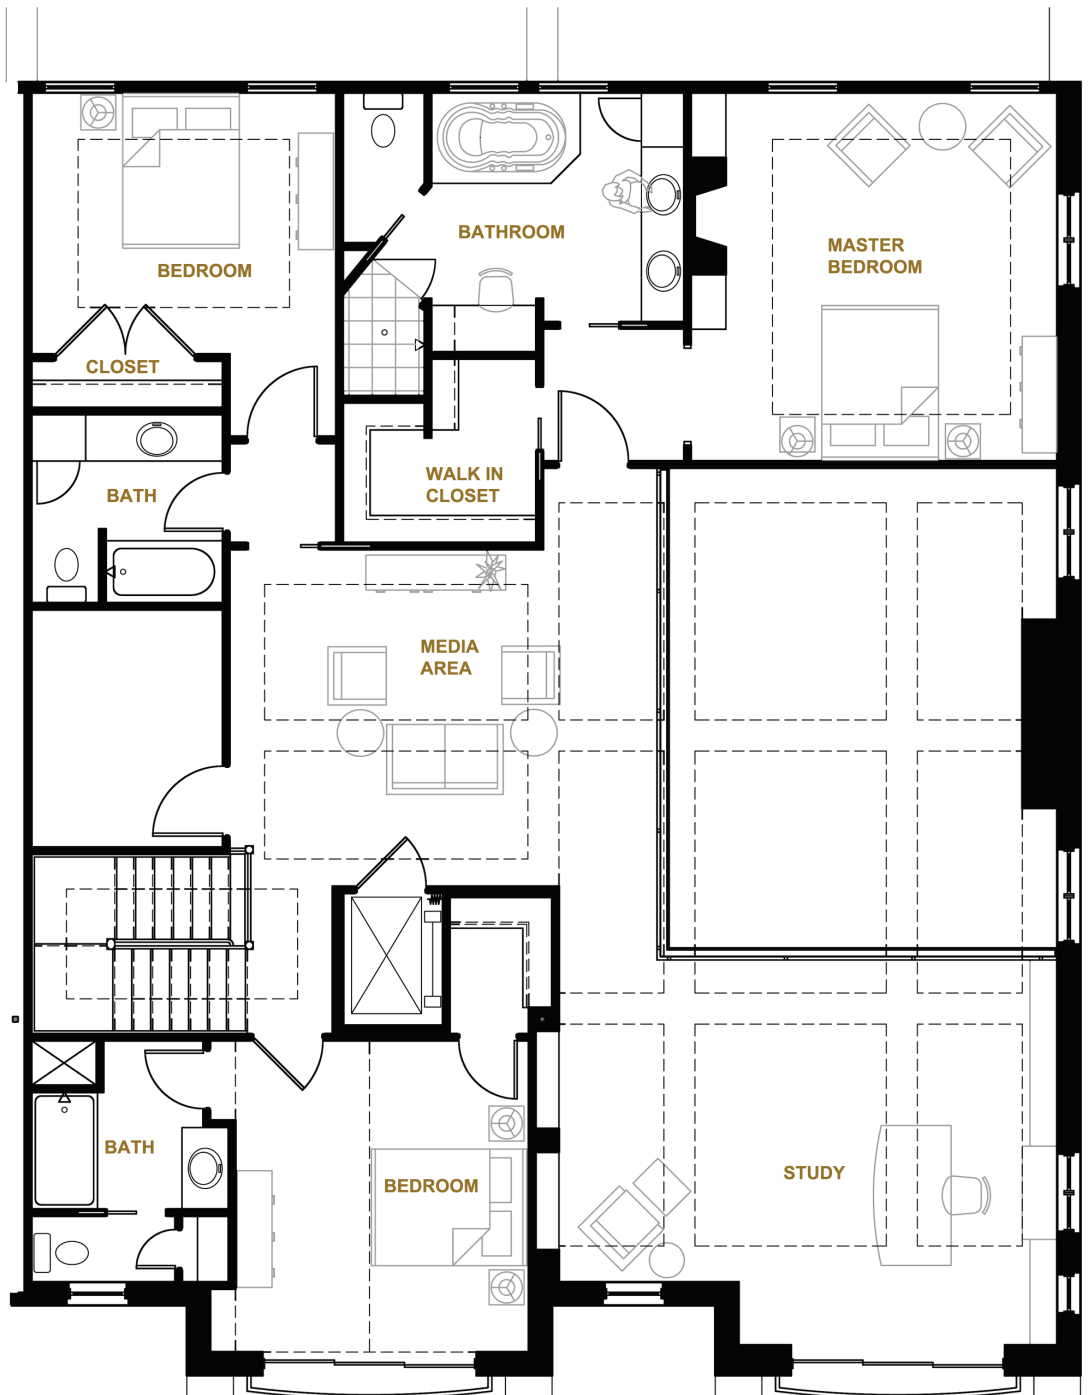 BATHROOM
MASTER
BEDROOM
BEDROOM
CLOSET
WALK IN
CLOSET
BATH
MEDIA
AREA
BATH
BEDROOM
STUDY